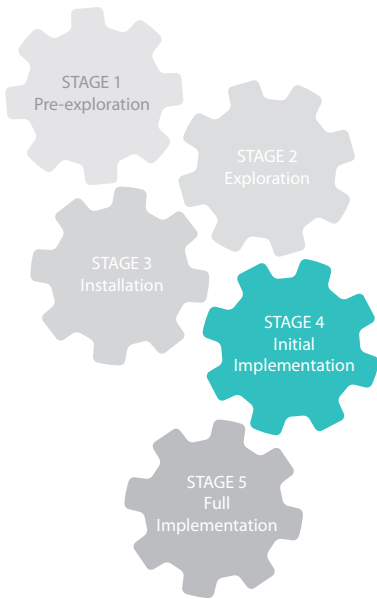 STAGE 1
Pre-exploration
STAGE 2
Exploration
STAGE 3
Installation
STAGE 4
Initial
Implementation
STAGE 5
Full
Implementation